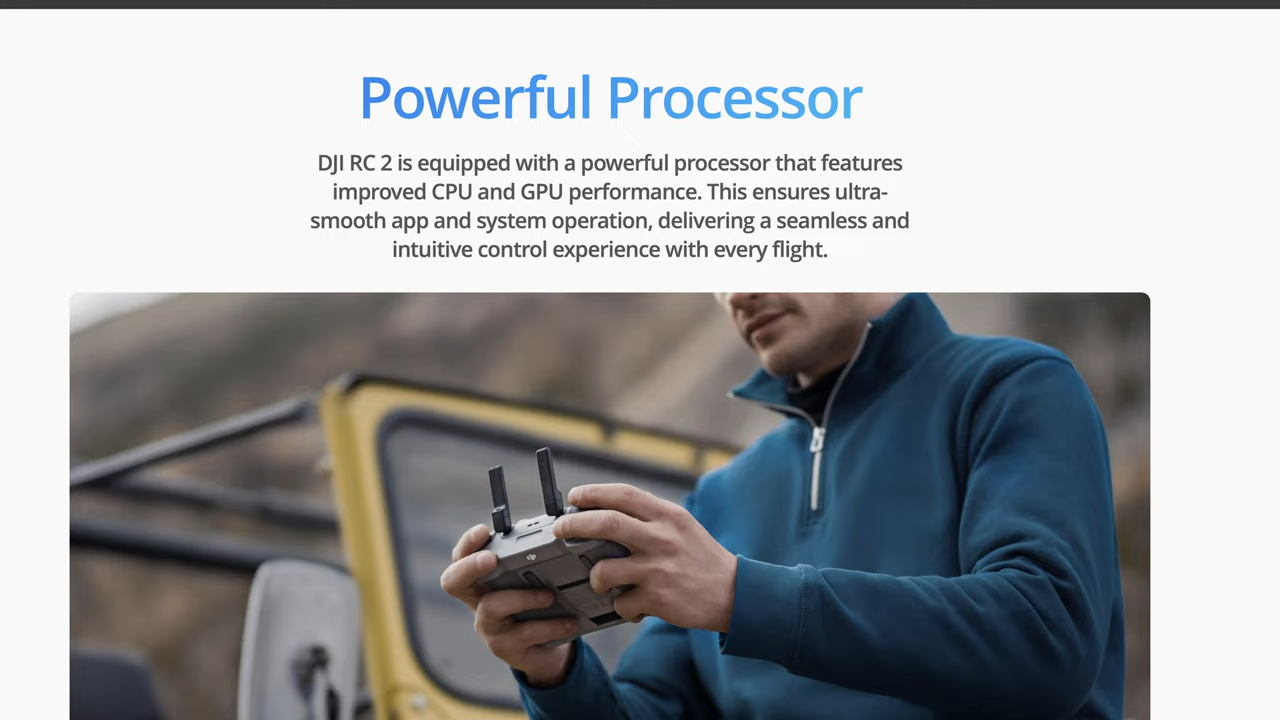 Powerful Processor
DJI RC 2 is equipped with a powerful processor that features
improved CPU and GPU performance. This ensures ultra-
smooth app and system operation, delivering a seamless and
intuitive control experience with every flight.